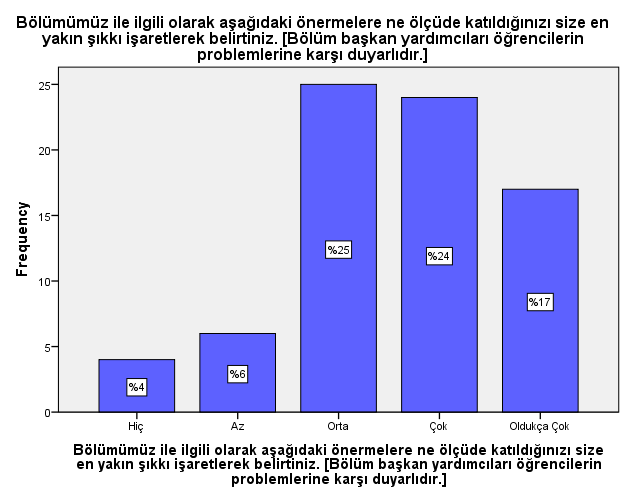 Bölümümüz ile ilgili olarak aşağıdaki önermelere ne ölçüde katıldığınızı size en
yakın şıkkı işaretlerek belirtiniz. [Bölüm başkan yardımcıları öğrencilerin
problemlerine karşı duyarlıdır.]
Frequency
25
20
15
10
5
0
%4
%6
%25
%24
%17
Hiç
Az
Orta
Çok
Oldukça Çok
Bölümümüz ile ilgili olarak aşağıdaki önermelere ne ölçüde katıldığınızı size
en yakın şıkkı işaretlerek belirtiniz. [Bölüm başkan yardımcıları öğrencilerin
problemlerine karşı duyarlıdır.]